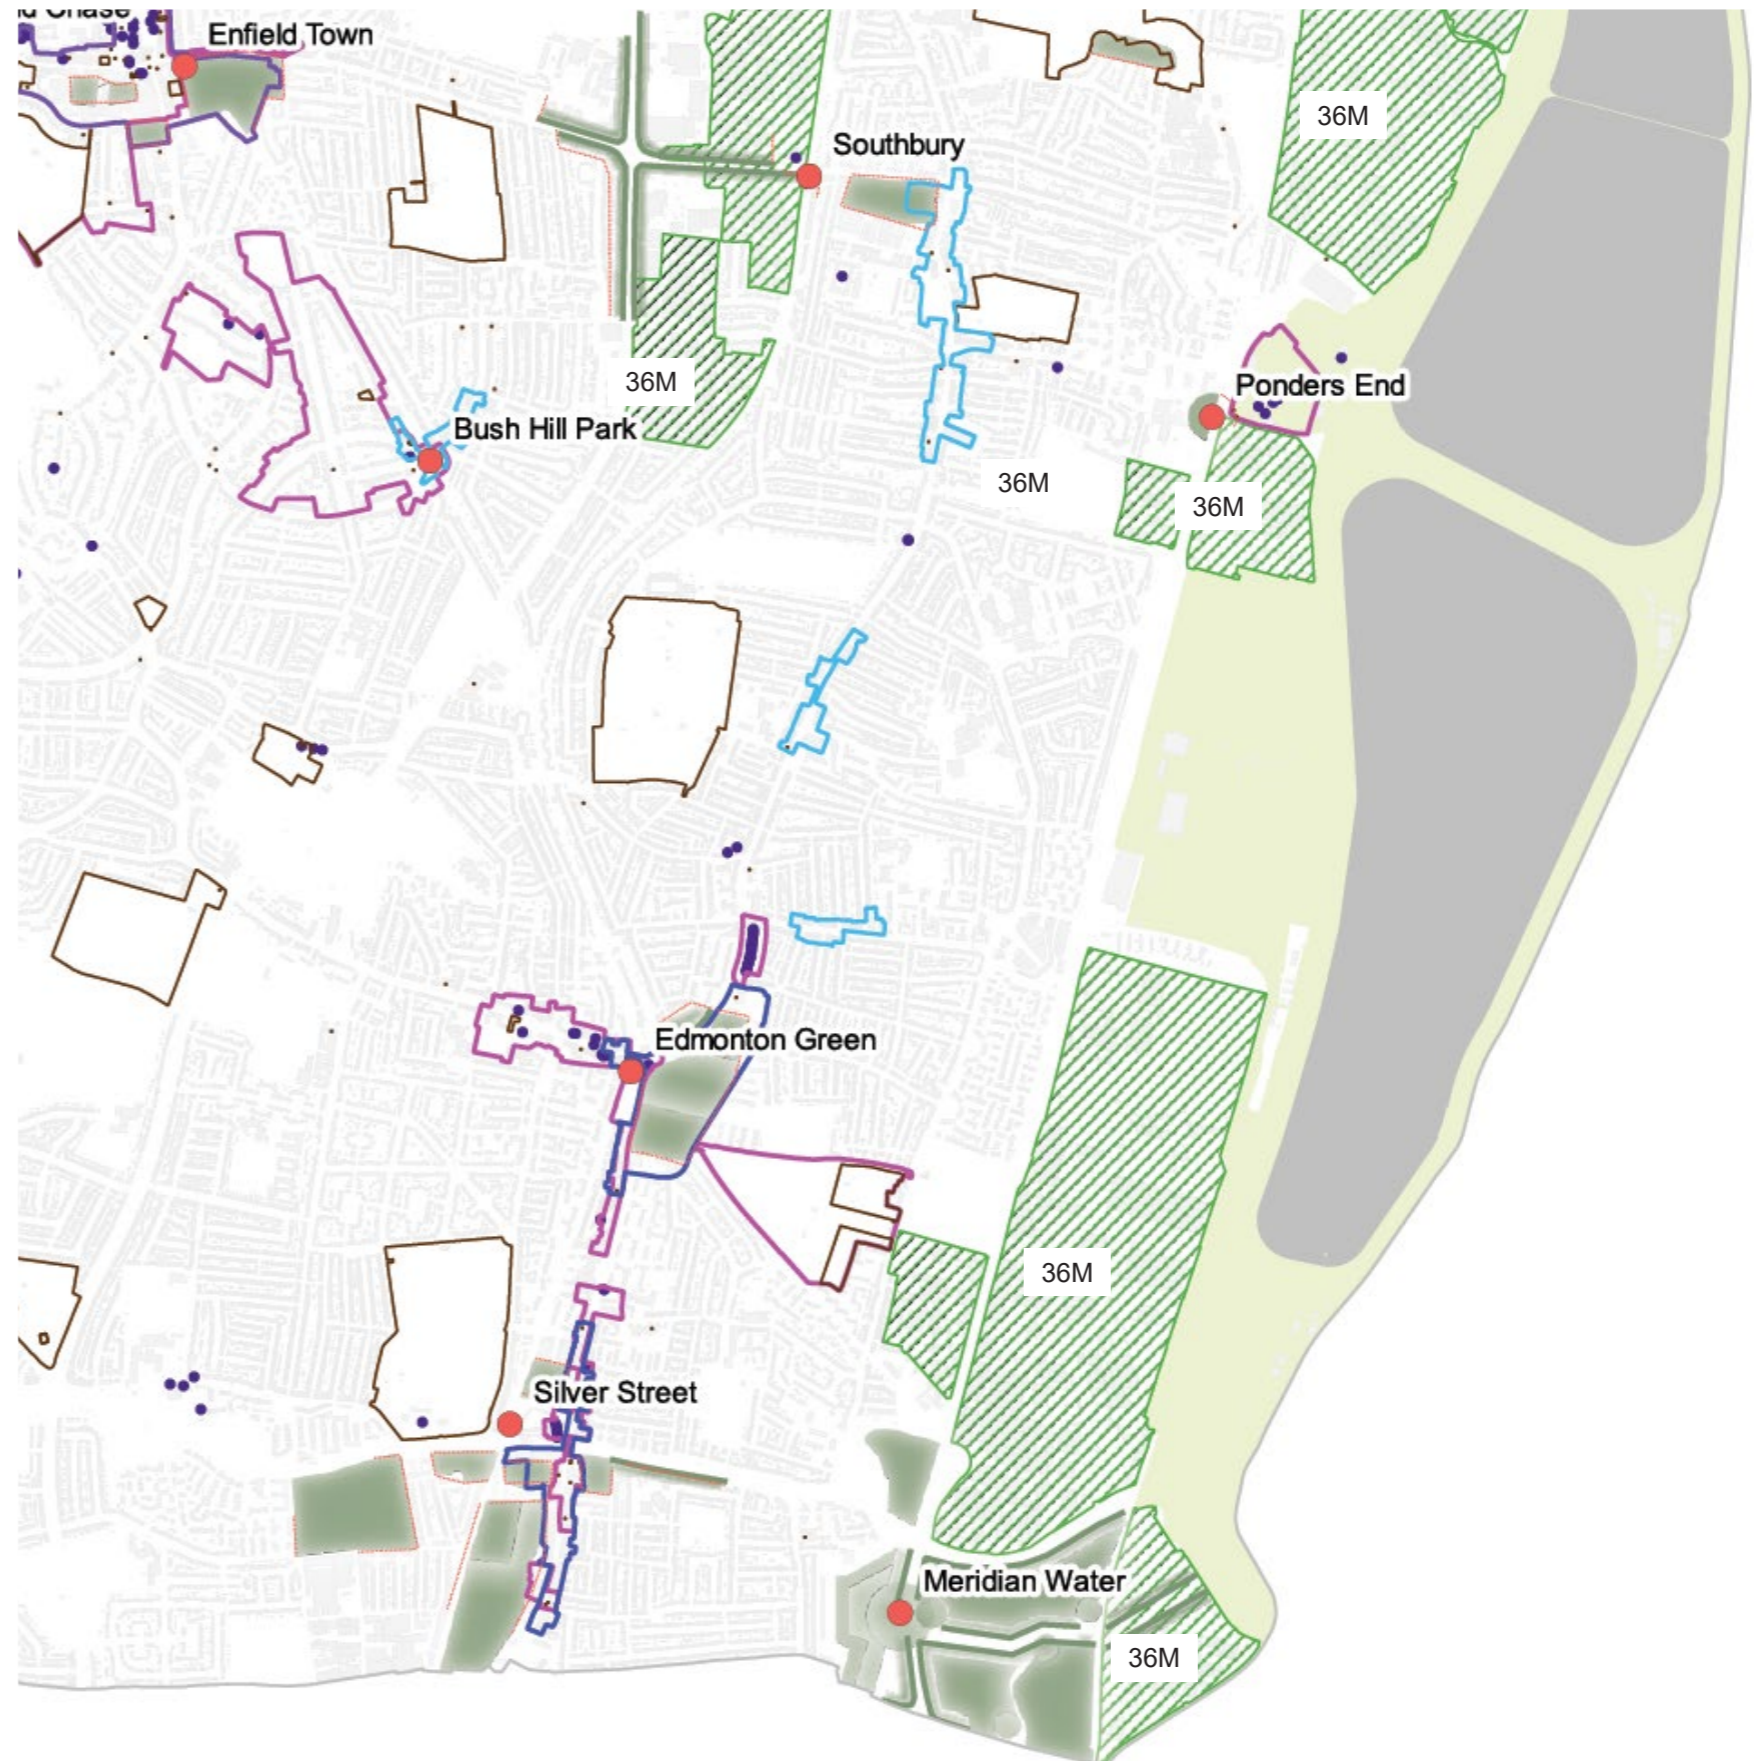 Enfield Town
36M
Southbury
36M
Ponders End
Bush Hill Park
36M
36M
Edmonton Green
36M
Silver Street
Meridian Water
36M